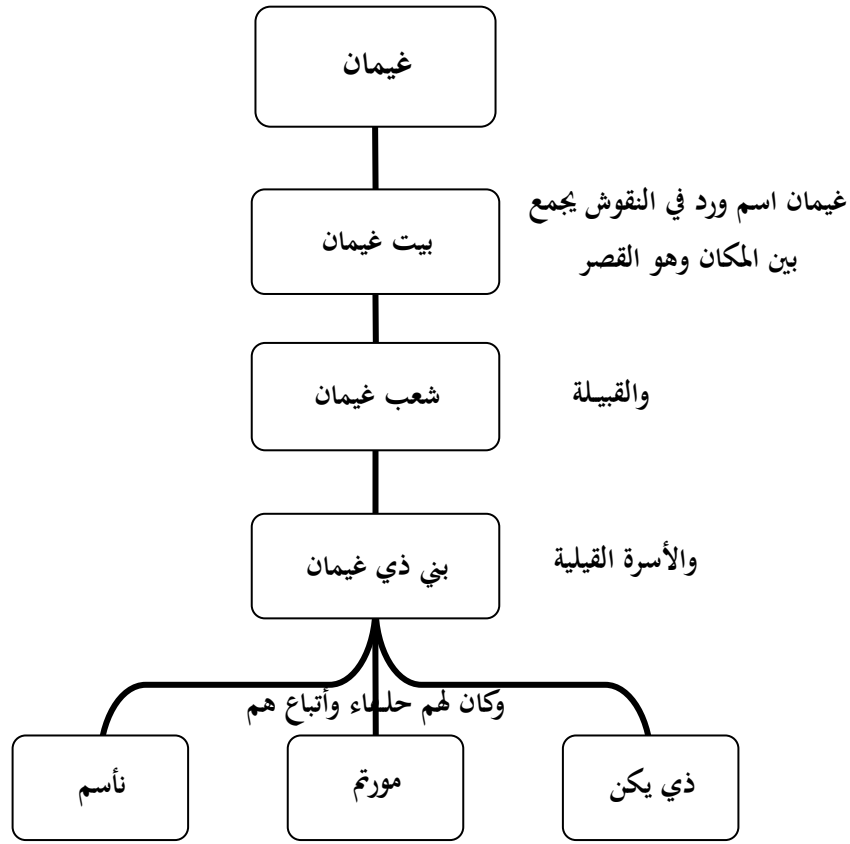 غيمان
غيمان اسم ورد في النقوش يجمع
بين المكان وهو القصر
بيت غيمان
والقبيلة
شعب غيمان
والأسرة القيلية
بني ذي غيمان
وكان لهم حلفاء وأتباع هم
ذي يكن
مورتم
نأسم